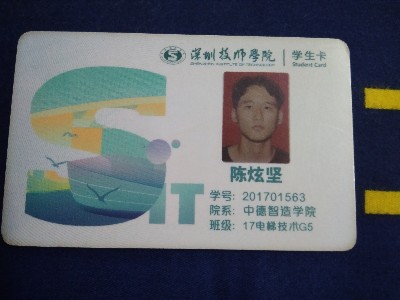 深圳技师学院 学生卡
SHENZHEN INSTITUTE OF TECHNOLOGY Student Card
SIT
陈炫坚
学号: 201701563
院系: 中德智造学院
班级: 17电梯技术G5